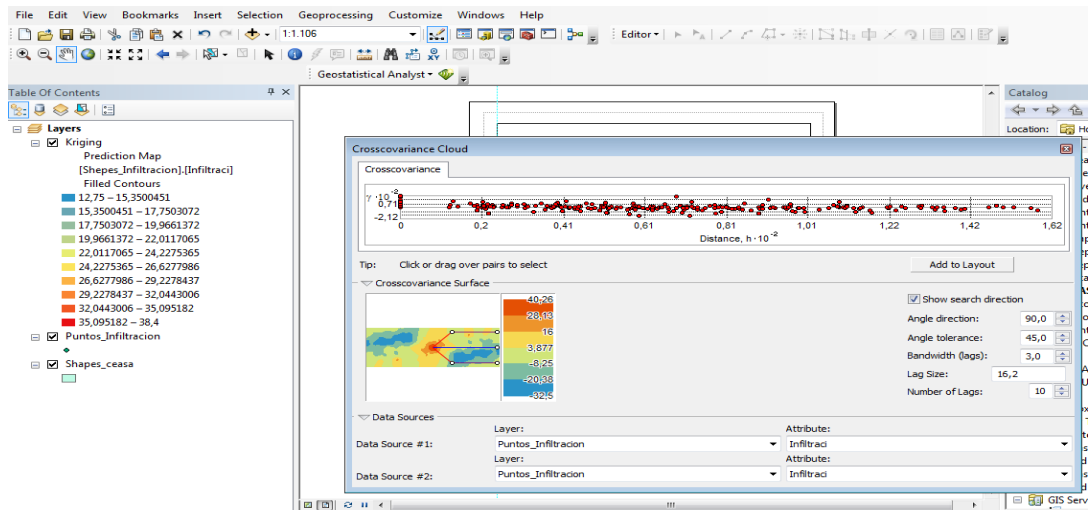 File Edit View Bookmarks Insert Selection Geoprocessing Customize Windows Help
1:1.106
Editor
Geostatistical Analyst
Table Of Contents
Layers
Kriging
Prediction Map
[Shepes_Infiltracion].[Infiltraci]
Filled Contours
12,75 – 15,3500451
15,3500451 – 17,7503072
17,7503072 – 19,9661372
19,9661372 – 22,0117065
22,0117065 – 24,2275365
24,2275365 – 26,6277986
26,6277986 – 29,2278437
29,2278437 – 32,0443006
32,0443006 – 35,095182
35,095182 – 38,4
Puntos_Infiltracion
Shapes_ceasa
Catalog
Location:
Crosscovariance Cloud
Crosscovariance
γ ·10⁻²
0,71
-2,12
0 0,2 0,41 0,61 0,81 1,01 1,22 1,42 1,62
Distance, h ·10⁻²
Tip: Click or drag over pairs to select
Add to Layout
Crosscovariance Surface
40,26
28,13
16
3,877
-8,25
-20,38
-32,5
Show search direction
Angle direction: 90,0
Angle tolerance: 45,0
Bandwidth (lags): 3,0
Lag Size: 16,2
Number of Lags: 10
Data Sources
Layer: Attribute:
Data Source #1: Puntos_Infiltracion Infiltraci
Layer: Attribute:
Data Source #2: Puntos_Infiltracion Infiltraci
GIS Serv